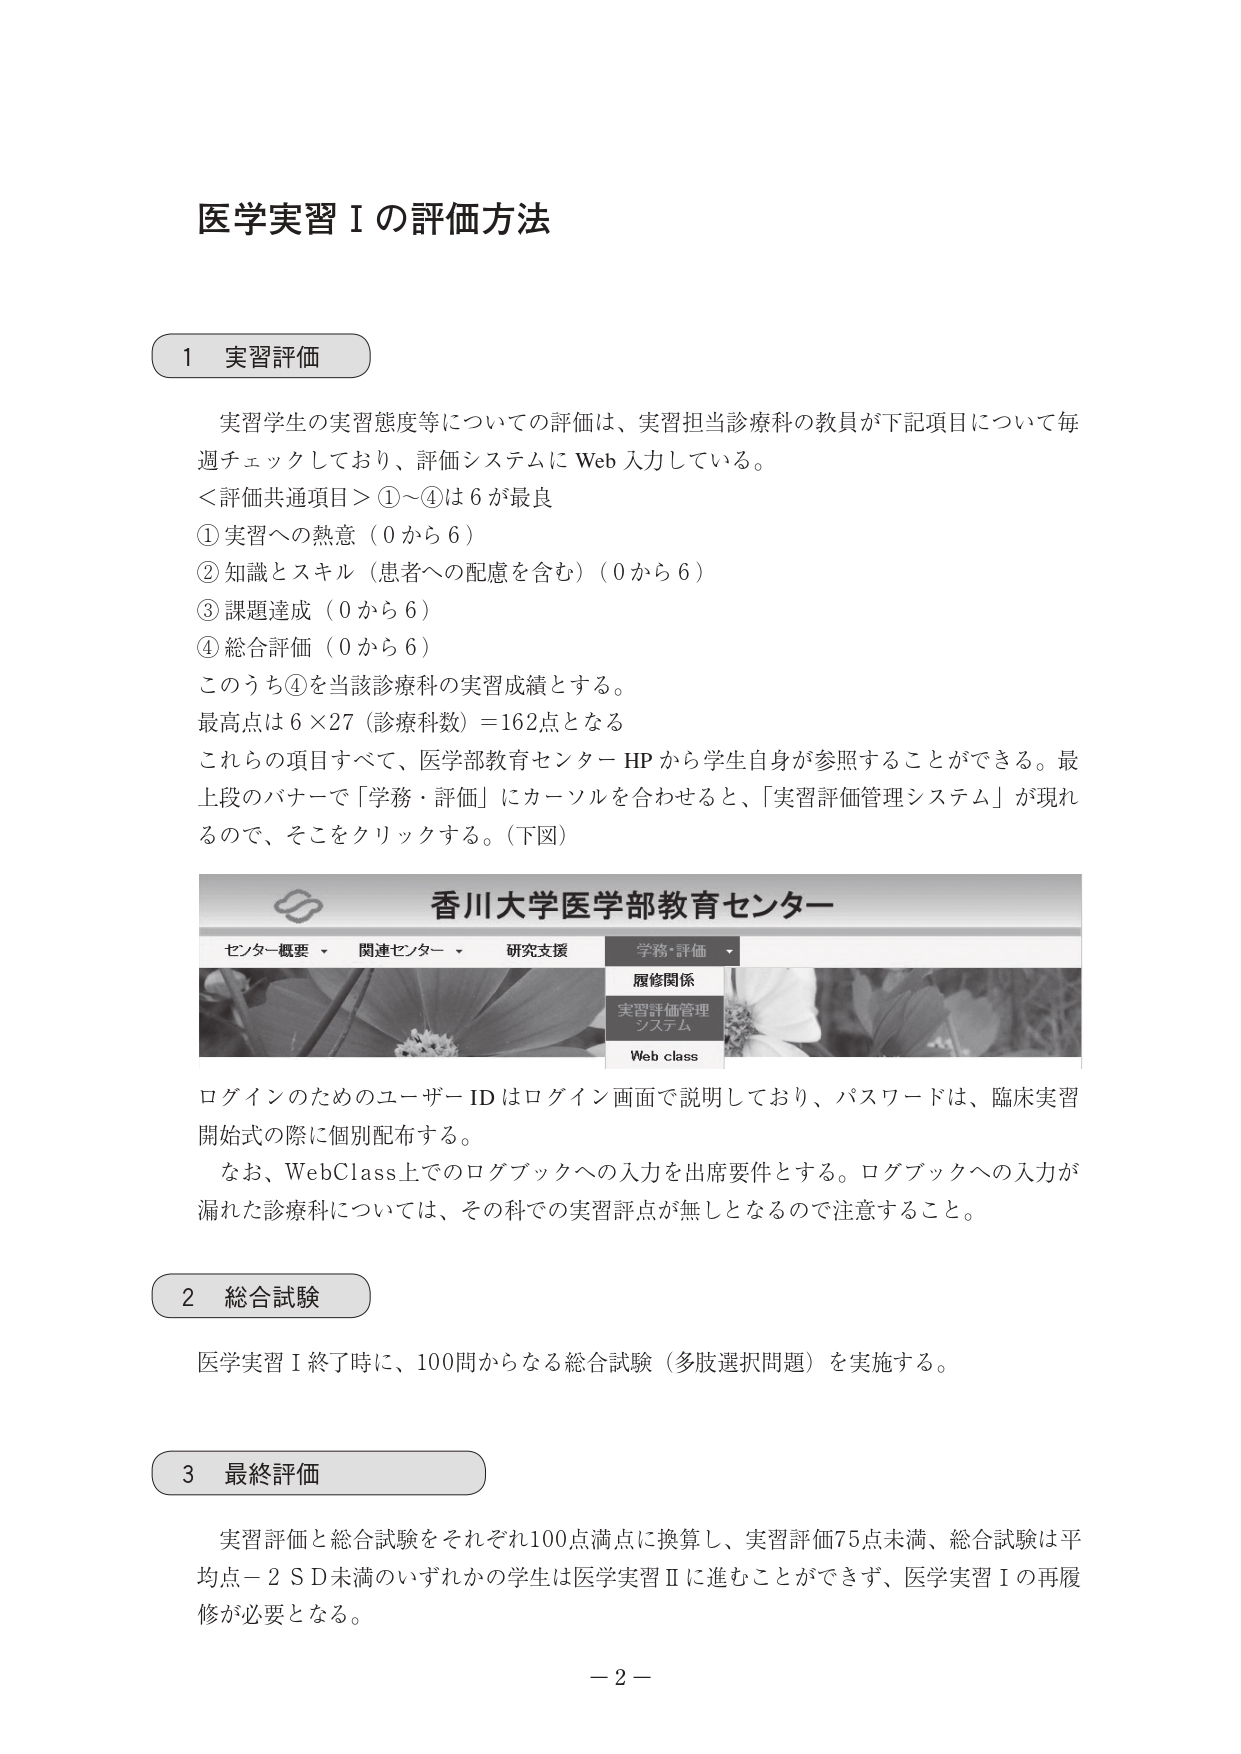 医学実習Ⅰの評価方法
1　実習評価
実習学生の実習態度等についての評価は、実習担当診療科の教員が下記項目について毎
週チェックしており、評価システムに Web 入力している。
＜評価共通項目＞①～④は６が最良
① 実習への熱意（０から６）
② 知識とスキル（患者への配慮を含む）（０から６）
③ 課題達成（０から６）
④ 総合評価（０から６）
このうち④を当該診療科の実習成績とする。
最高点は６×27（診療科数）＝162点となる
これらの項目すべて、医学部教育センター HP から学生自身が参照することができる。最
上段のバナーで「学務・評価」にカーソルを合わせると、「実習評価管理システム」が現れ
るので、そこをクリックする。（下図）
香川大学医学部教育センター
センター概要 関連センター 研究支援 学務・評価
履修関係
実習評価管理
システム
Web class
ログインのためのユーザー ID はログイン画面で説明しており、パスワードは、臨床実習
開始式の際に個別配布する。
なお、WebClass上でのログブックへの入力を出席要件とする。ログブックへの入力が
漏れた診療科については、その科での実習評点が無しとなるので注意すること。
2　総合試験
医学実習Ⅰ終了時に、100問からなる総合試験（多肢選択問題）を実施する。
3　最終評価
実習評価と総合試験をそれぞれ100点満点に換算し、実習評価75点未満、総合試験は平
均点－２ＳＤ未満のいずれかの学生は医学実習Ⅱに進むことができず、医学実習Ⅰの再履
修が必要となる。
－2－